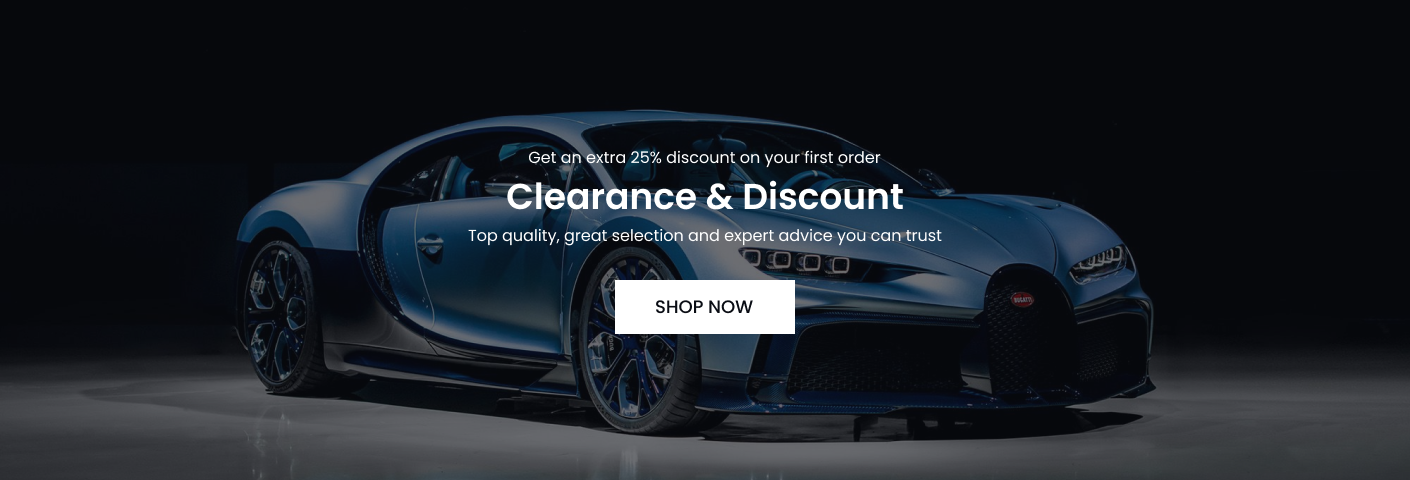 Get an extra 25% discount on your first order
Clearance & Discount
Top quality, great selection and expert advice you can trust
SHOP NOW
BUGATTI